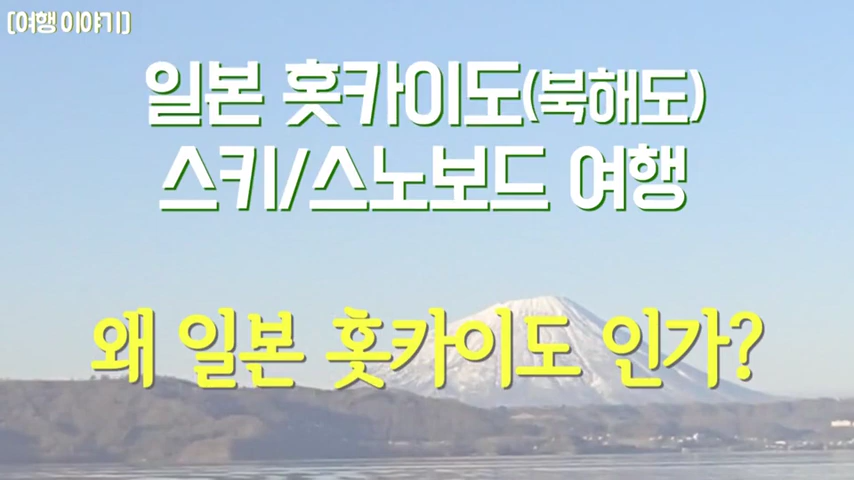 [여행 이야기]
일본 홋카이도(북해도)
스키/스노보드 여행
왜 일본 홋카이도 인가?